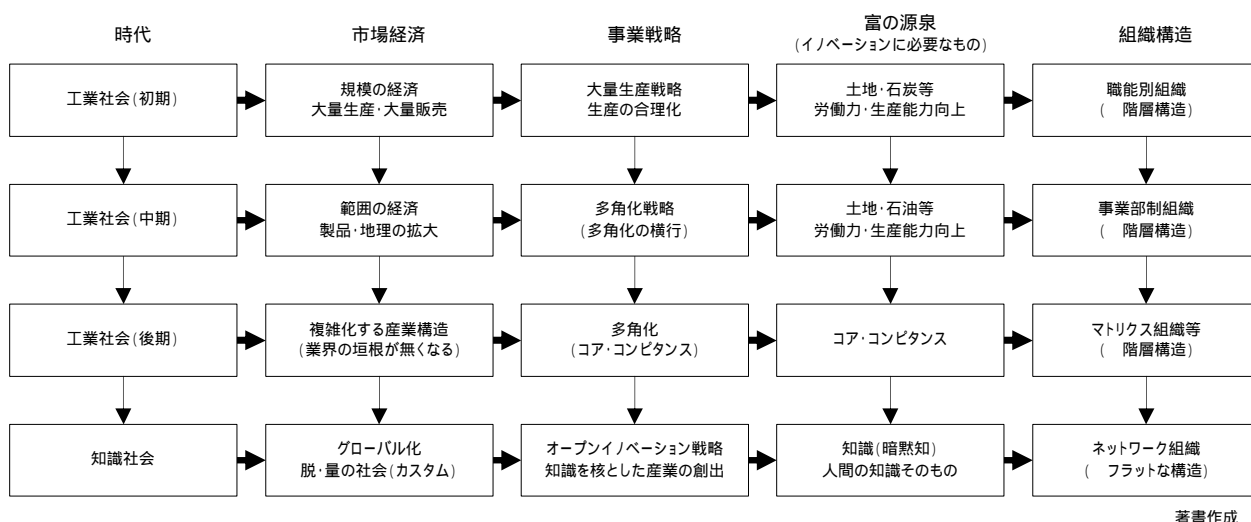 時代
市場経済
事業戦略
富の源泉
(イノベーションに必要なもの)
組織構造
工業社会(初期)
規模の経済
大量生産・大量販売
大量生産戦略
生産の合理化
土地・石炭等
労働力・生産能力向上
職能別組織
(　階層構造)
工業社会(中期)
範囲の経済
製品・地理の拡大
多角化戦略
(多角化の横行)
土地・石油等
労働力・生産能力向上
事業部制組織
(　階層構造)
工業社会(後期)
複雑化する産業構造
(業界の垣根が無くなる)
多角化
(コア・コンピタンス)
コア・コンピタンス
マトリクス組織等
(　階層構造)
知識社会
グローバル化
脱・量の社会(カスタム)
オープンイノベーション戦略
知識を核とした産業の創出
知識(暗黙知)
人間の知識そのもの
ネットワーク組織
(　フラットな構造)
著書作成